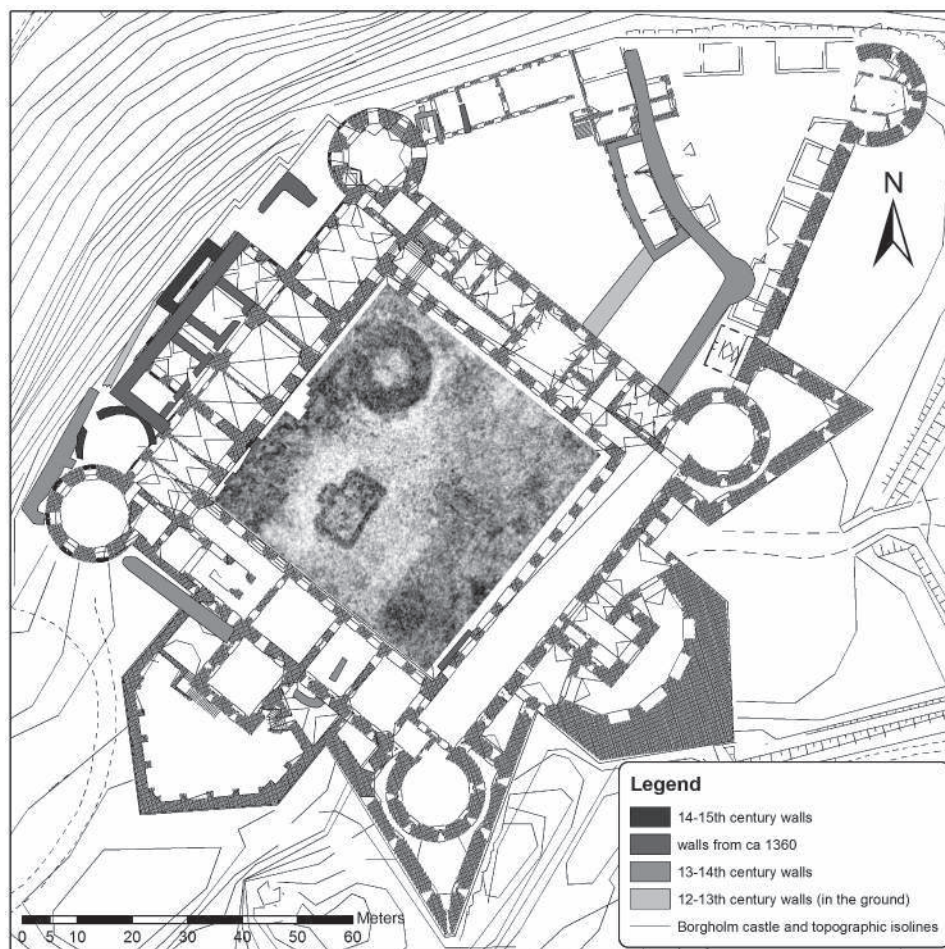 N
Legend
14-15th century walls
walls from ca 1360
13-14th century walls
12-13th century walls (in the ground)
Borgholm castle and topographic isolines
Meters
0 5 10 20 30 40 50 60